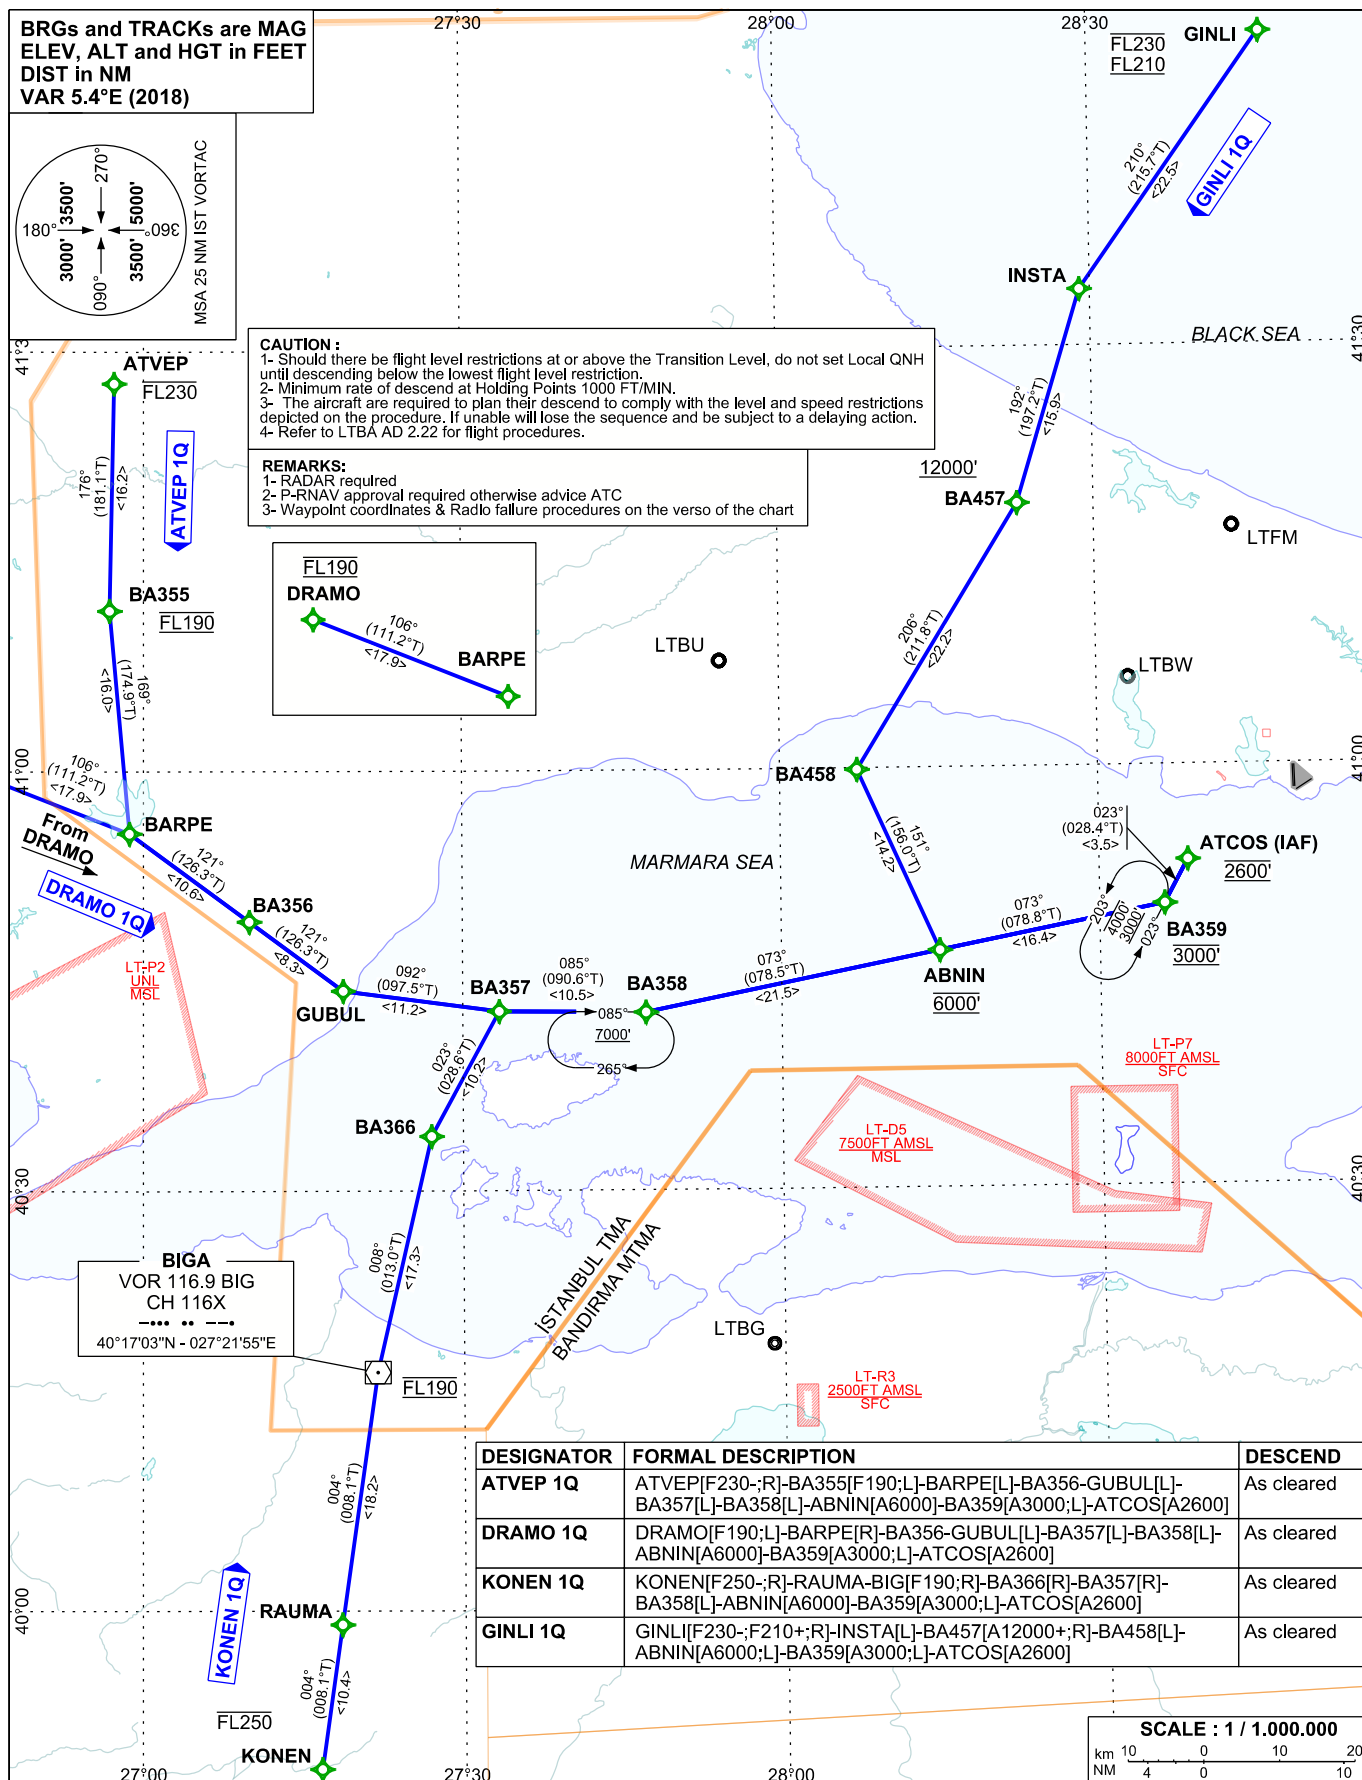 BRGs and TRACKs are MAG
ELEV, ALT and HGT in FEET
DIST in NM
VAR 5.4°E (2018)
27°30
28°00
28°30
FL230
FL210
GINLI
270°
3500'
5000'
180°
360°
3000'
3500'
090°
MSA 25 NM IST VORTAC
210°
(215.7°T)
<22.5>
GINLI 1Q
INSTA
BLACK SEA
41°30
41°3
ATVEP
FL230
CAUTION :
1- Should there be flight level restrictions at or above the Transition Level, do not set Local QNH
until descending below the lowest flight level restriction.
2- Minimum rate of descend at Holding Points 1000 FT/MIN.
3- The aircraft are required to plan their descend to comply with the level and speed restrictions
depicted on the procedure. If unable will lose the sequence and be subject to a delaying action.
4- Refer to LTBA AD 2.22 for flight procedures.
REMARKS:
1- RADAR required
2- P-RNAV approval required otherwise advice ATC
3- Waypoint coordinates & Radio failure procedures on the verso of the chart
192°
(197.2°T)
<15.9>
176°
(181.1°T)
<16.2>
ATVEP 1Q
12000'
BA457
LTFM
FL190
DRAMO
106°
(111.2°T)
<17.9>
BARPE
BA355
FL190
206°
(211.8°T)
<22.2>
LTBU
LTBW
169°
(174.9°T)
<16.0>
41°00
106°
(111.2°T)
<17.9>
BA458
41°00
From
DRAMO
BARPE
023°
(028.4°T)
<3.5>
151°
(156.0°T)
<14.2>
ATCOS (IAF)
2600'
MARMARA SEA
121°
(126.3°T)
<10.6>
DRAMO 1Q
BA356
121°
(126.3°T)
<8.3>
073°
(078.8°T)
<16.4>
203°
4000'
3000'
023°
BA359
3000'
LT-P2
UNL
MSL
GUBUL
092°
(097.5°T)
<11.2>
BA357
085°
(090.6°T)
<10.5>
BA358
073°
(078.5°T)
<21.5>
ABNIN
6000'
085°
7000'
265°
023°
(028.6°T)
<10.2>
LT-P7
8000FT AMSL
SFC
BA366
LT-D5
7500FT AMSL
MSL
40°30
40°30
008°
(013.0°T)
<17.3>
İSTANBUL TMA
BANDIRMA MTMA
BIGA
VOR 116.9 BIG
CH 116X
40°17'03"N - 027°21'55"E
FL190
LTBG
LT-R3
2500FT AMSL
SFC
004°
(008.1°T)
<18.2>
DESIGNATOR FORMAL DESCRIPTION DESCEND
ATVEP 1Q ATVEP[F230-;R]-BA355[F190;L]-BARPE[L]-BA356-GUBUL[L]- As cleared
BA357[L]-BA358[L]-ABNIN[A6000]-BA359[A3000;L]-ATCOS[A2600]
DRAMO 1Q DRAMO[F190;L]-BARPE[R]-BA356-GUBUL[L]-BA357[L]-BA358[L]- As cleared
ABNIN[A6000]-BA359[A3000;L]-ATCOS[A2600]
KONEN 1Q KONEN[F250-;R]-RAUMA-BIG[F190;R]-BA366[R]-BA357[R]- As cleared
BA358[L]-ABNIN[A6000]-BA359[A3000;L]-ATCOS[A2600]
GINLI 1Q GINLI[F230-;F210+;R]-INSTA[L]-BA457[A12000+;R]-BA458[L]- As cleared
ABNIN[A6000;L]-BA359[A3000;L]-ATCOS[A2600]
40°00
KONEN 1Q
RAUMA
004°
(008.1°T)
<10.4>
FL250
KONEN
27°00
27°30
28°00
SCALE : 1 / 1.000.000
km 10 0 10 20
NM 4 0 10